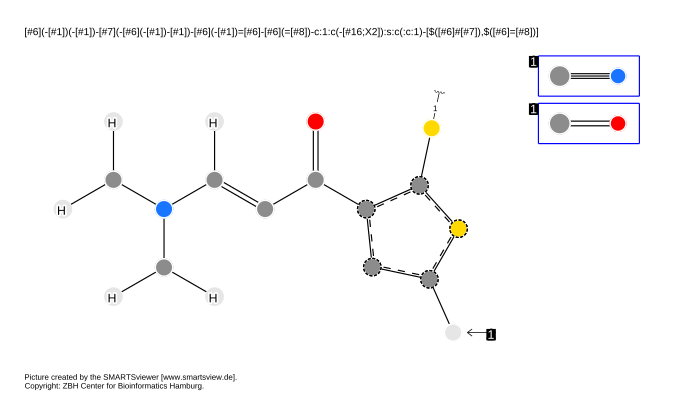 [#6](-[#1])(-[#1])-[#7](-[#6](-[#1])-[#1])-[#6](-[#1])=[#6]-[#6](=[#8])-c:1:c(-[#16;X2]):s:c(:c:1)-[$([#6]#[#7]),$([#6]=[#8])]
1
1
1
H
H
H
H
H
1
Picture created by the SMARTSviewer [www.smartsview.de].
Copyright: ZBH Center for Bioinformatics Hamburg.